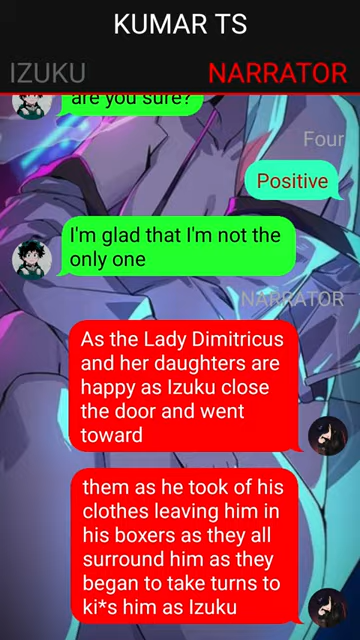 KUMAR TS
IZUKU
NARRATOR
are you sure?
Four
Positive
I'm glad that I'm not the
only one
NARRATOR
As the Lady Dimitricus
and her daughters are
happy as Izuku close
the door and went
toward
them as he took of his
clothes leaving him in
his boxers as they all
surround him as they
began to take turns to
ki*s him as Izuku